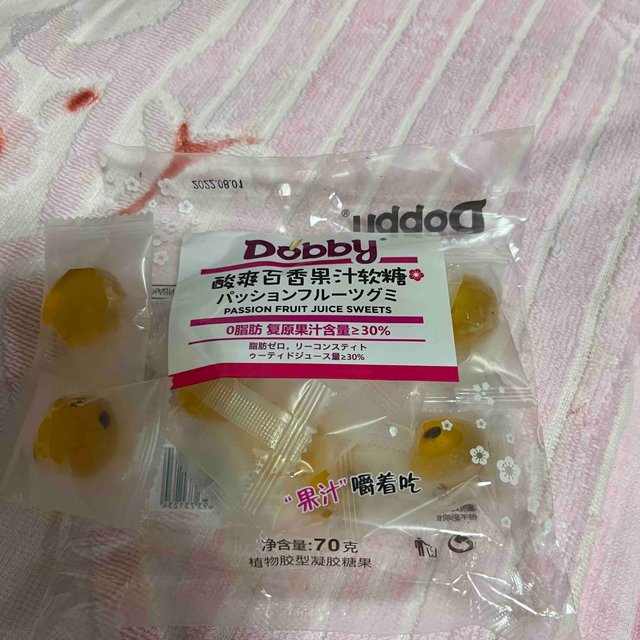 2022.08.01
Dobby®
Dobby®
酸爽百香果汁软糖
パッションフルーツグミ
PASSION FRUIT JUICE SWEETS
0脂肪 复原果汁含量≥30%
脂肪ゼロ，リーコンスティト
ゥーティドジュース量≥30%
“果汁”嚼着吃
净含量:70克
植物胶型凝胶糖果